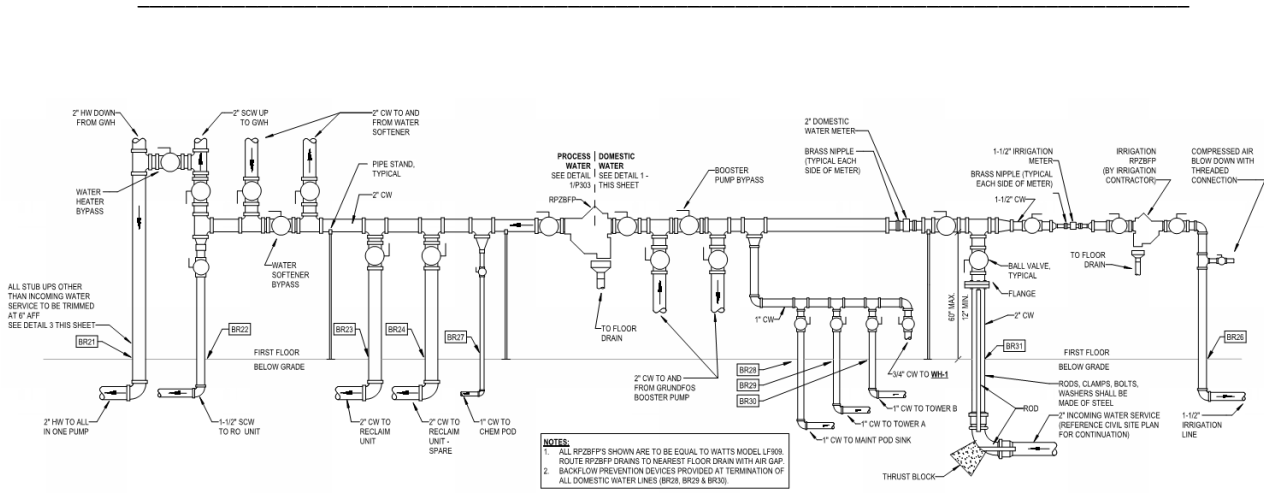 2" HW DOWN
FROM GWH
2" SCW UP
TO GWH
2" CW TO AND
FROM WATER
SOFTENER
PIPE STAND,
TYPICAL
2" CW
WATER
HEATER
BYPASS
WATER
SOFTENER
BYPASS
PROCESS
WATER
SEE DETAIL
1/P303
DOMESTIC
WATER
SEE DETAIL 1 -
THIS SHEET
RPZBFP
BOOSTER
PUMP BYPASS
2" DOMESTIC
WATER METER
BRASS NIPPLE
(TYPICAL EACH
SIDE OF METER)
1-1/2" IRRIGATION
METER
BRASS NIPPLE (TYPICAL
EACH SIDE OF METER)
1-1/2" CW
IRRIGATION
RPZBFP
(BY IRRIGATION
CONTRACTOR)
COMPRESSED AIR
BLOW DOWN WITH
THREADED
CONNECTION
TO FLOOR
DRAIN
BALL VALVE,
TYPICAL
FLANGE
2" CW
60" MAX.
12" MIN.
ALL STUB UPS OTHER
THAN INCOMING WATER
SERVICE TO BE TRIMMED
AT 6" AFF
SEE DETAIL 3 THIS SHEET
BR21
BR22
BR23
BR24
BR27
TO FLOOR
DRAIN
1" CW
BR28
BR29
BR30
BR31
BR26
FIRST FLOOR
BELOW GRADE
FIRST FLOOR
BELOW GRADE
3/4" CW TO WH-1
2" CW TO AND
FROM GRUNDFOS
BOOSTER PUMP
1" CW TO TOWER B
1" CW TO TOWER A
1" CW TO MAINT POD SINK
2" HW TO ALL
IN ONE PUMP
1-1/2" SCW
TO RO UNIT
2" CW TO
RECLAIM
UNIT
2" CW TO
RECLAIM
UNIT -
SPARE
1" CW TO
CHEM POD
RODS, CLAMPS, BOLTS,
WASHERS SHALL BE
MADE OF STEEL
ROD
2" INCOMING WATER SERVICE
(REFERENCE CIVIL SITE PLAN
FOR CONTINUATION)
1-1/2"
IRRIGATION
LINE
THRUST BLOCK
NOTES:
1. ALL RPZBFP'S SHOWN ARE TO BE EQUAL TO WATTS MODEL LF909.
ROUTE RPZBFP DRAINS TO NEAREST FLOOR DRAIN WITH AIR GAP.
2. BACKFLOW PREVENTION DEVICES PROVIDED AT TERMINATION OF
ALL DOMESTIC WATER LINES (BR28, BR29 & BR30).